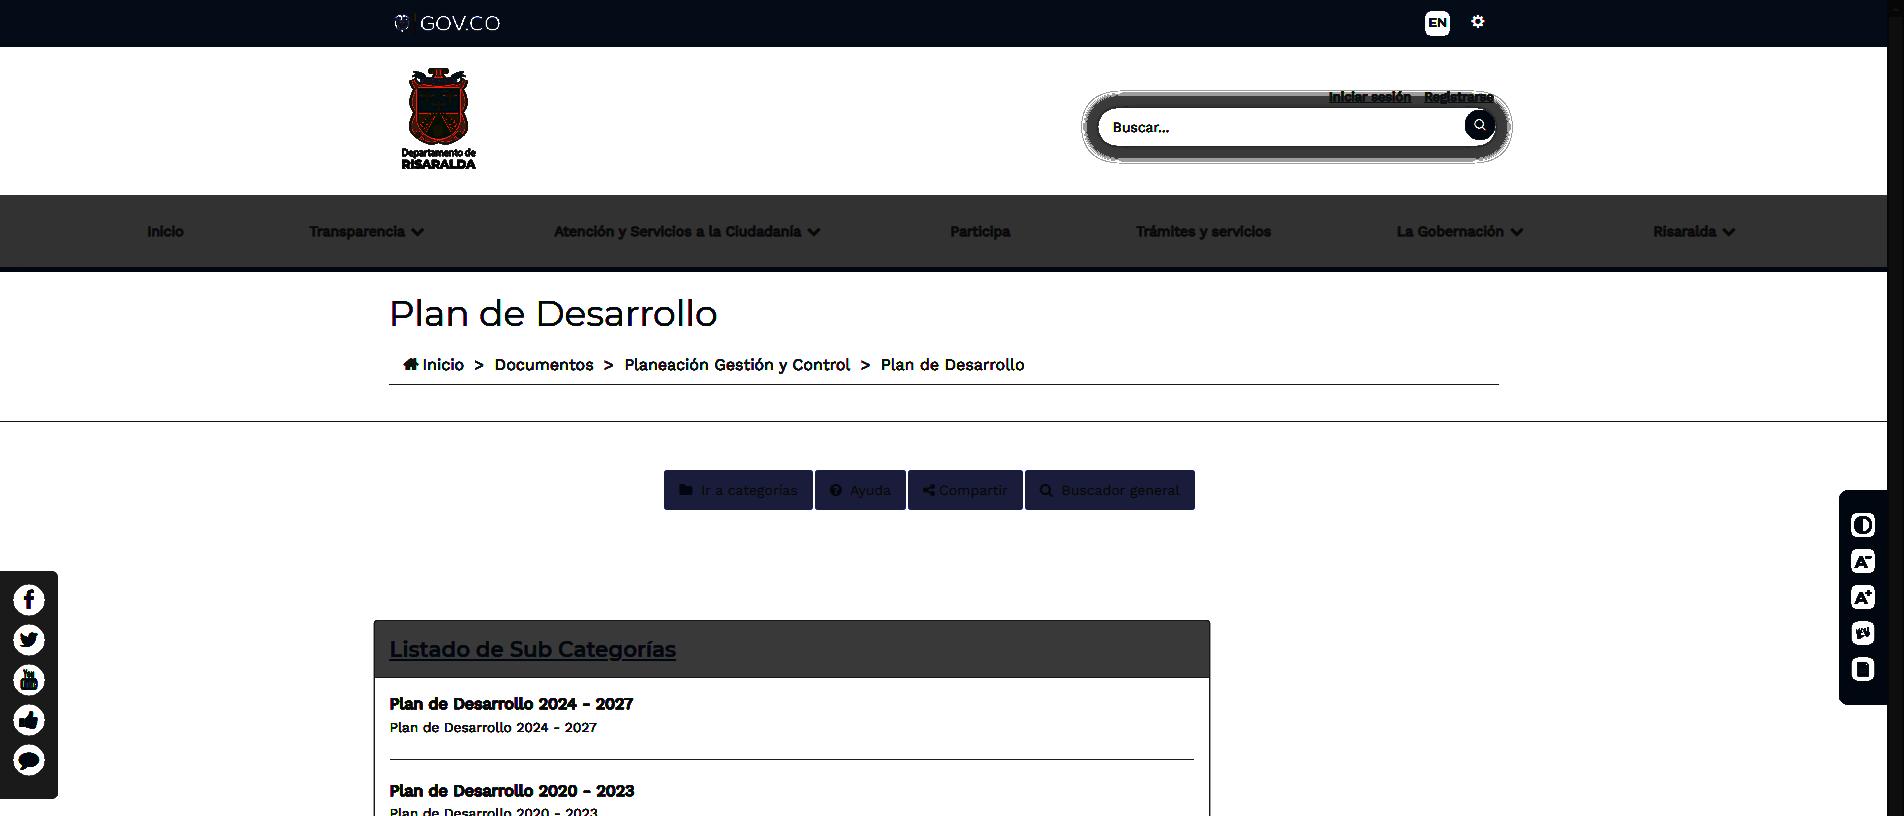 GOV.CO
EN
Departamento de
RISARALDA
Iniciar sesión Registrarse
Buscar...
Inicio Transparencia Atención y Servicios a la Ciudadanía Participa Trámites y servicios La Gobernación Risaralda
Plan de Desarrollo
Inicio > Documentos > Planeación Gestión y Control > Plan de Desarrollo
Ir a categorías Ayuda Compartir Buscador general
A-
A+
Listado de Sub Categorías
Plan de Desarrollo 2024 - 2027
Plan de Desarrollo 2024 - 2027
Plan de Desarrollo 2020 - 2023
Plan de Desarrollo 2020 - 2023